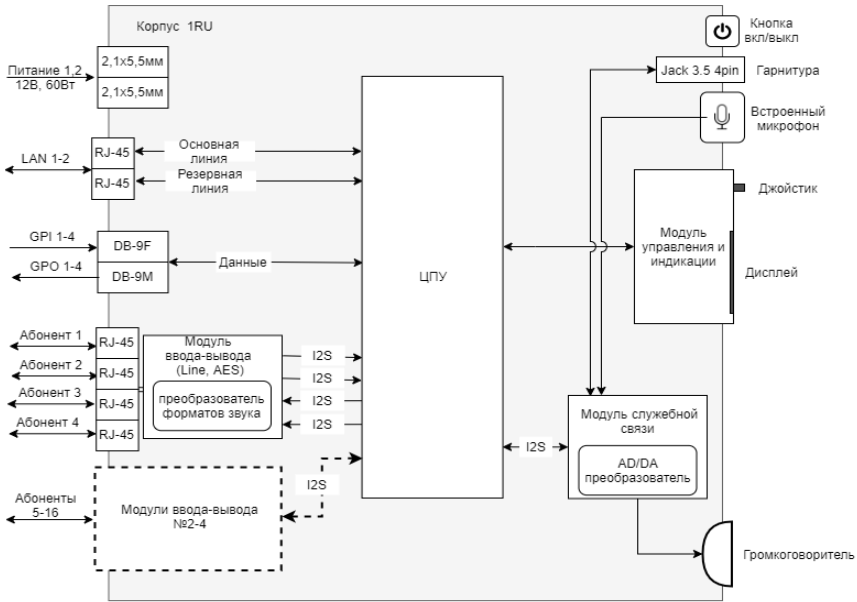 Корпус 1RU
Кнопка
вкл/выкл
Питание 1,2
12В, 60Вт
2,1x5,5мм
2,1x5,5мм
Jack 3.5 4pin
Гарнитура
Встроенный
микрофон
LAN 1-2
RJ-45
RJ-45
Основная
линия
Резервная
линия
Джойстик
Модуль
управления и
индикации
Дисплей
GPI 1-4
GPO 1-4
DB-9F
DB-9M
Данные
ЦПУ
Абонент 1
Абонент 2
Абонент 3
Абонент 4
RJ-45
RJ-45
RJ-45
RJ-45
Модуль
ввода-вывода
(Line, AES)
преобразователь
форматов звука
I2S
I2S
I2S
I2S
Модуль служебной
связи
AD/DA
преобразователь
I2S
Абоненты
5-16
Модули ввода-вывода
№2-4
I2S
Громкоговоритель